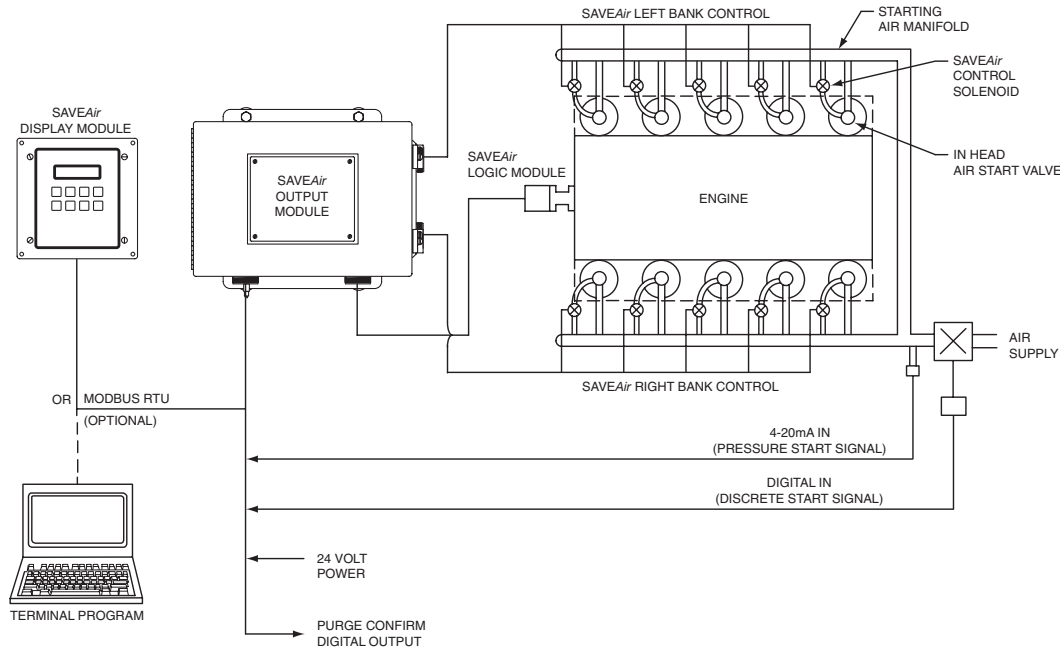 SAVEAir LEFT BANK CONTROL
STARTING
AIR MANIFOLD
SAVEAir
CONTROL
SOLENOID
SAVEAir
DISPLAY MODULE
SAVEAir
OUTPUT
MODULE
SAVEAir
LOGIC MODULE
ENGINE
IN HEAD
AIR START VALVE
AIR
SUPPLY
SAVEAir RIGHT BANK CONTROL
OR
MODBUS RTU
(OPTIONAL)
4-20mA IN
(PRESSURE START SIGNAL)
DIGITAL IN
(DISCRETE START SIGNAL)
24 VOLT
POWER
TERMINAL PROGRAM
PURGE CONFIRM
DIGITAL OUTPUT